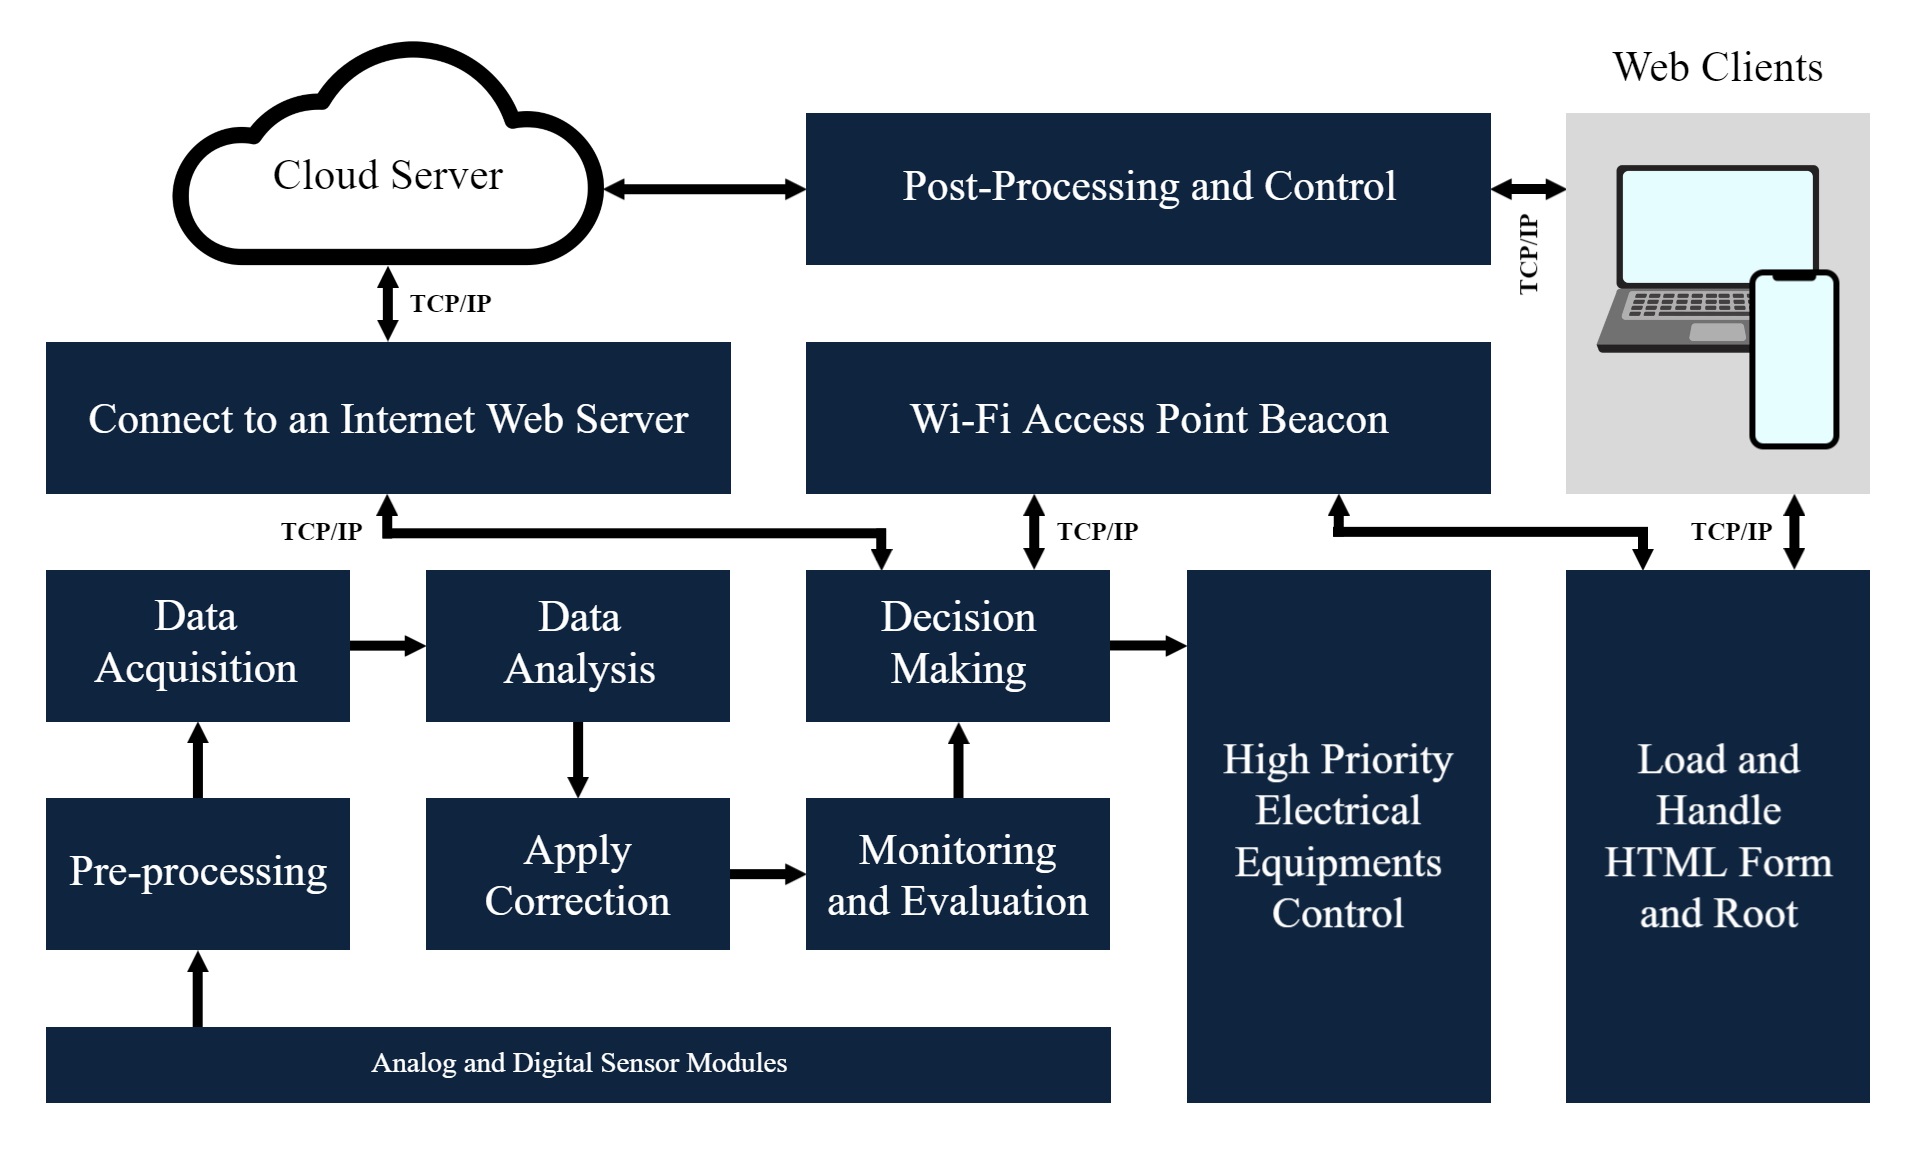 Web Clients
Cloud Server
Post-Processing and Control
TCP/IP
TCP/IP
Connect to an Internet Web Server
Wi-Fi Access Point Beacon
TCP/IP
TCP/IP
TCP/IP
Data
Acquisition
Data
Analysis
Decision
Making
High Priority
Electrical
Equipments
Control
Load and
Handle
HTML Form
and Root
Pre-processing
Apply
Correction
Monitoring
and Evaluation
Analog and Digital Sensor Modules